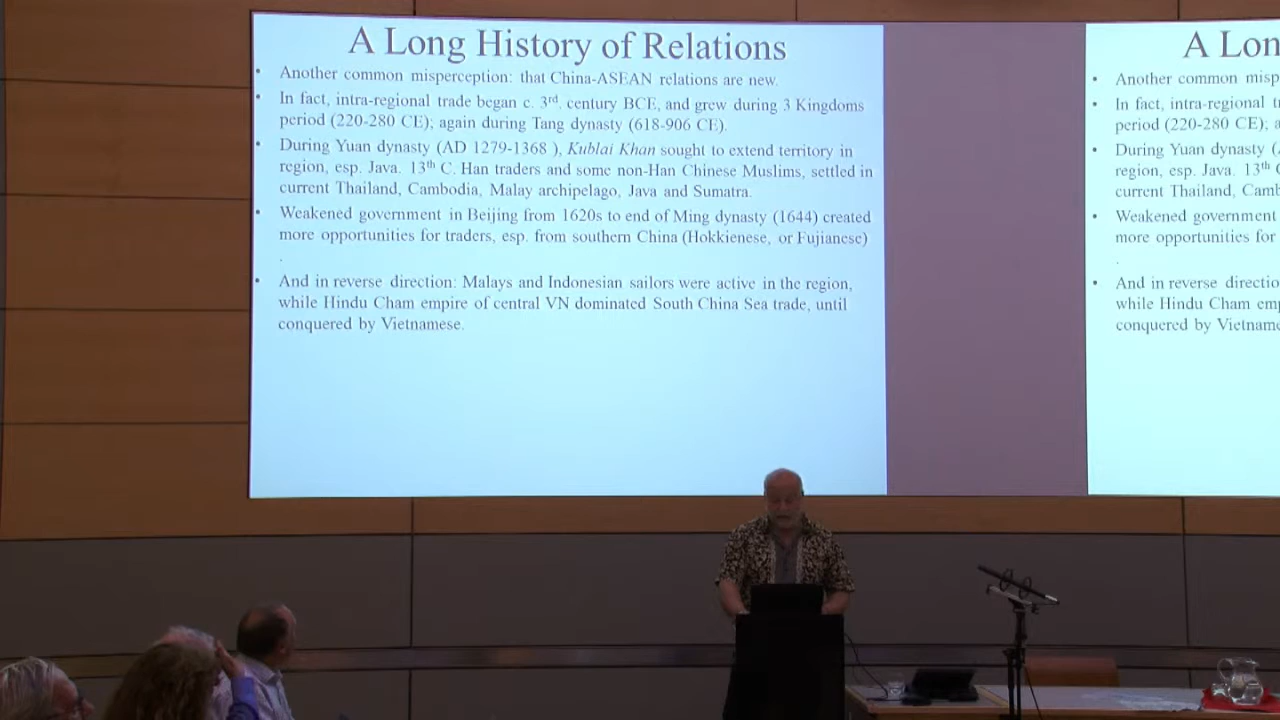 A Long History of Relations
• Another common misperception: that China-ASEAN relations are new.
• In fact, intra-regional trade began c. 3rd. century BCE, and grew during 3 Kingdoms
period (220-280 CE); again during Tang dynasty (618-906 CE).
• During Yuan dynasty (AD 1279-1368 ), Kublai Khan sought to extend territory in
region, esp. Java. 13th C. Han traders and some non-Han Chinese Muslims, settled in
current Thailand, Cambodia, Malay archipelago, Java and Sumatra.
• Weakened government in Beijing from 1620s to end of Ming dynasty (1644) created
more opportunities for traders, esp. from southern China (Hokkienese, or Fujianese)
.
• And in reverse direction: Malays and Indonesian sailors were active in the region,
while Hindu Cham empire of central VN dominated South China Sea trade, until
conquered by Vietnamese.
A Lon
• Another common misp
• In fact, intra-regional t
period (220-280 CE); a
• During Yuan dynasty (
region, esp. Java. 13th
current Thailand, Camb
• Weakened government
more opportunities for
.
• And in reverse directio
while Hindu Cham emp
conquered by Vietname